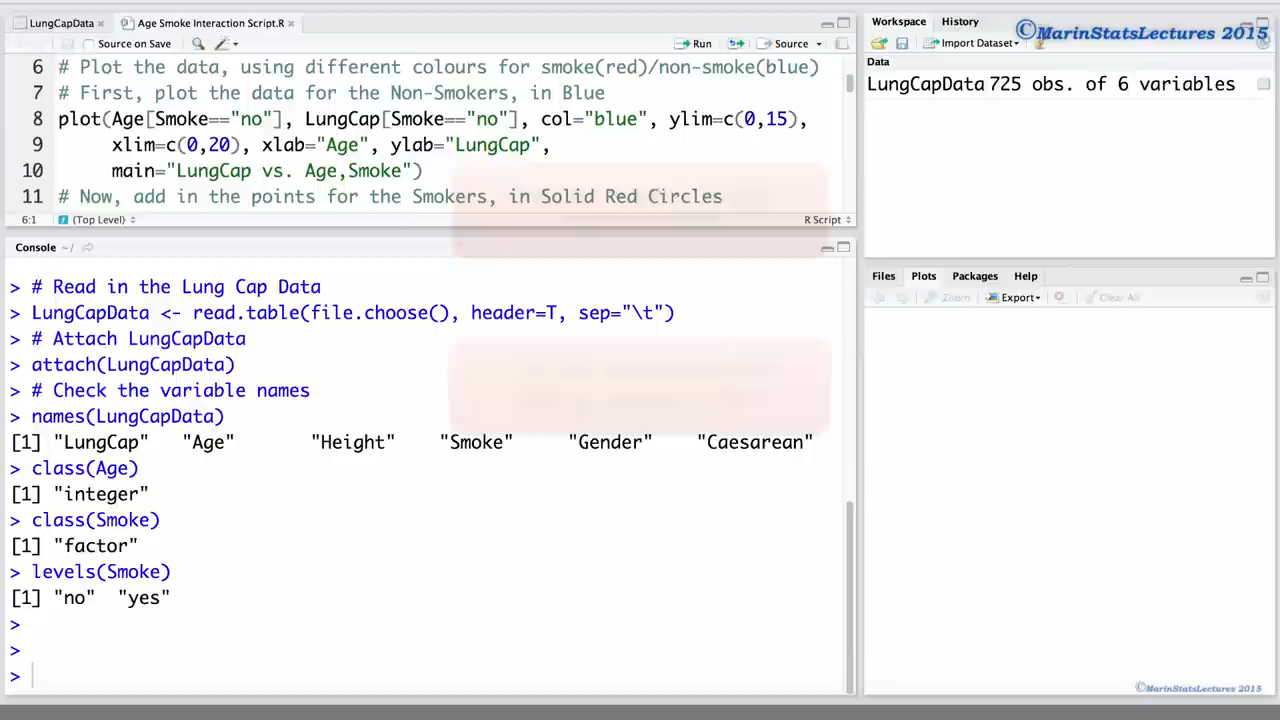 LungCapData
Age Smoke Interaction Script.R
Workspace
History
©MarinStatsLectures 2015
Source on Save
Run
Source
Import Dataset
Data
LungCapData 725 obs. of 6 variables
6 # Plot the data, using different colours for smoke(red)/non-smoke(blue)
7 # First, plot the data for the Non-Smokers, in Blue
8 plot(Age[Smoke=="no"], LungCap[Smoke=="no"], col="blue", ylim=c(0,15),
9 xlim=c(0,20), xlab="Age", ylab="LungCap",
10 main="LungCap vs. Age,Smoke")
11 # Now, add in the points for the Smokers, in Solid Red Circles
6:1
(Top Level)
R Script
Console ~/
> # Read in the Lung Cap Data
> LungCapData <- read.table(file.choose(), header=T, sep="\t")
> # Attach LungCapData
> attach(LungCapData)
> # Check the variable names
> names(LungCapData)
[1] "LungCap" "Age" "Height" "Smoke" "Gender" "Caesarean"
> class(Age)
[1] "integer"
> class(Smoke)
[1] "factor"
> levels(Smoke)
[1] "no" "yes"
>
>
>
Files
Plots
Packages
Help
Zoom
Export
Clear All
©MarinStatsLectures 2015